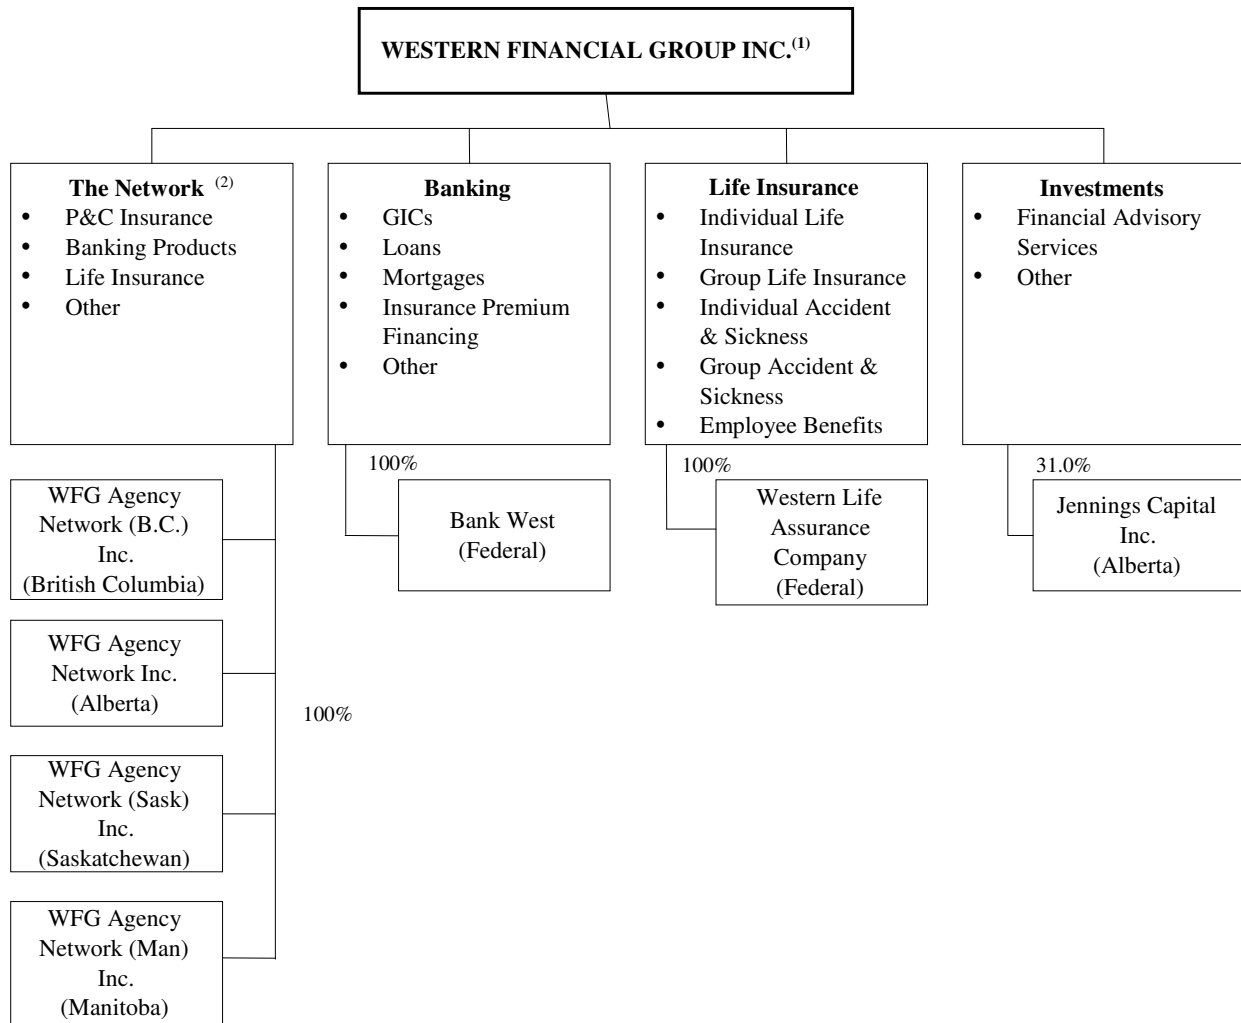 WESTERN FINANCIAL GROUP INC.(1)
The Network (2)
• P&C Insurance
• Banking Products
• Life Insurance
• Other
Banking
• GICs
• Loans
• Mortgages
• Insurance Premium
Financing
• Other
Life Insurance
• Individual Life
Insurance
• Group Life Insurance
• Individual Accident
& Sickness
• Group Accident &
Sickness
• Employee Benefits
Investments
• Financial Advisory
Services
• Other
WFG Agency
Network (B.C.)
Inc.
(British Columbia)
WFG Agency
Network Inc.
(Alberta)
WFG Agency
Network (Sask)
Inc.
(Saskatchewan)
WFG Agency
Network (Man)
Inc.
(Manitoba)
100%
100%
Bank West
(Federal)
100%
Western Life
Assurance
Company
(Federal)
31.0%
Jennings Capital
Inc.
(Alberta)